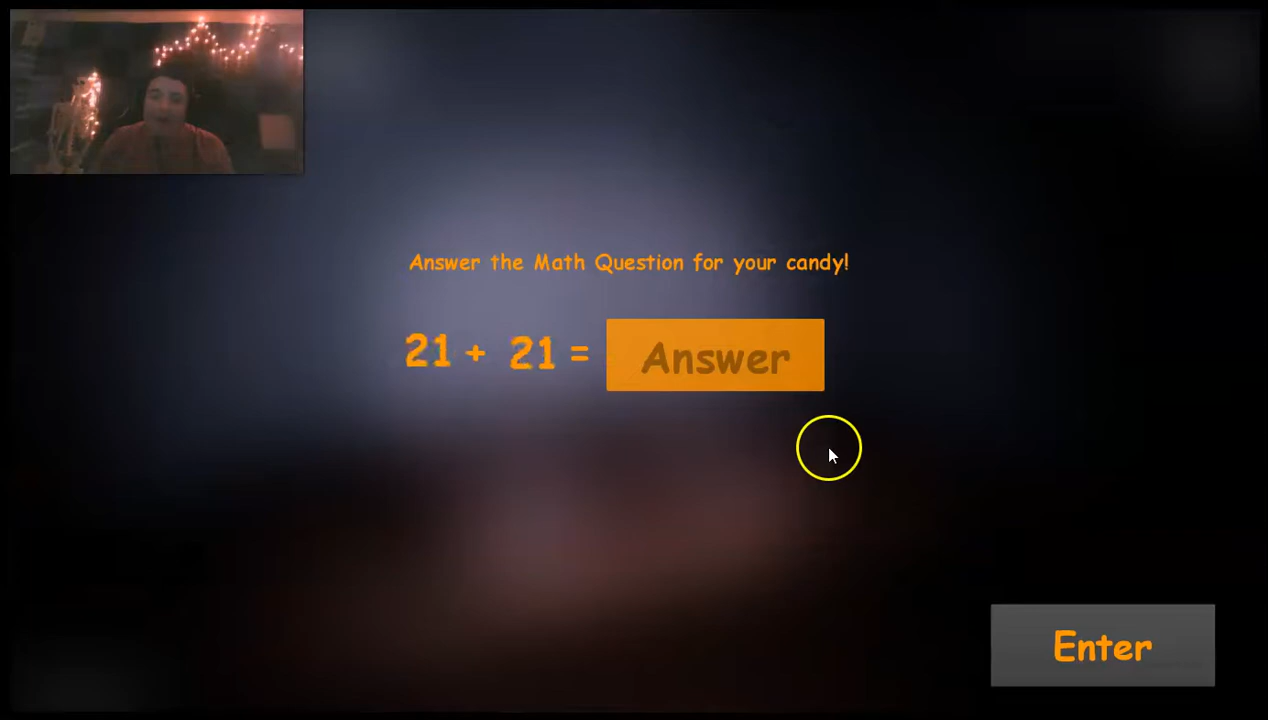 Answer the Math Question for your candy!
21 + 21 = Answer
Enter